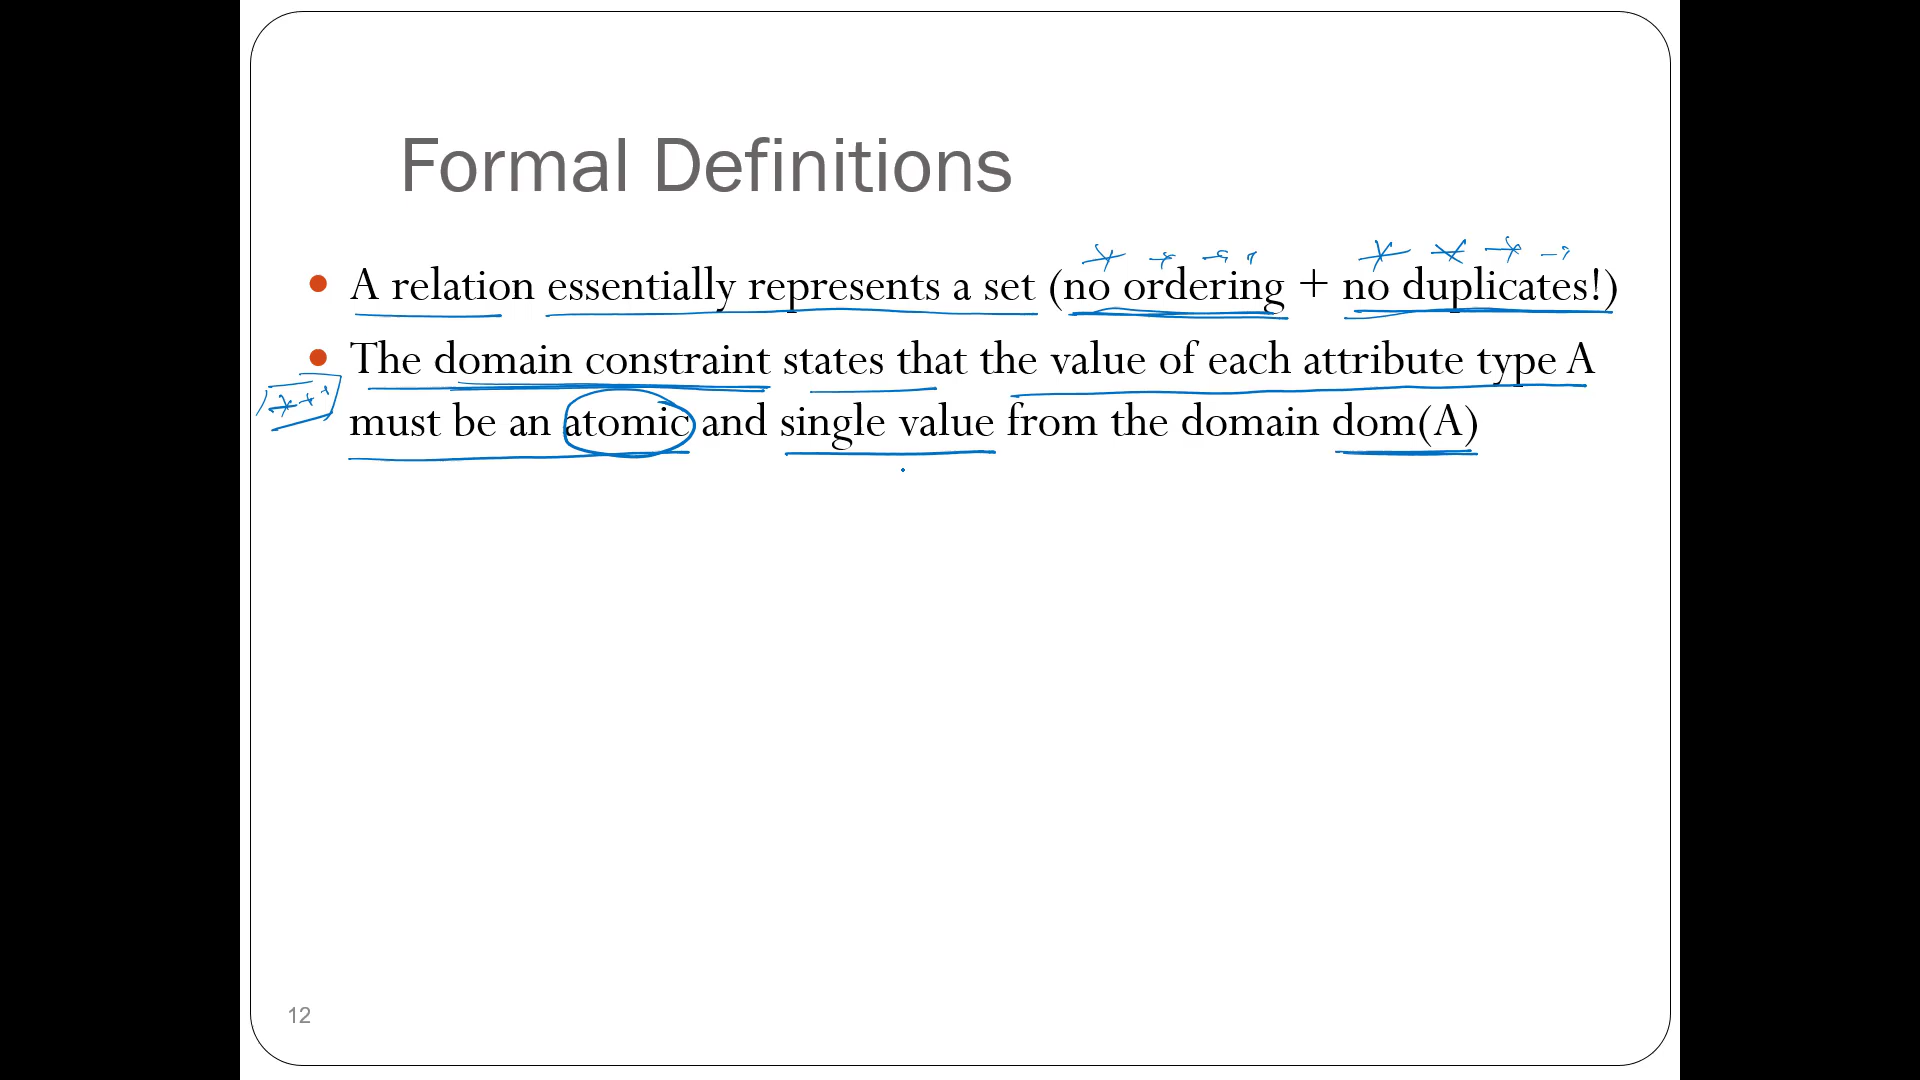 Formal Definitions
A relation essentially represents a set (no ordering + no duplicates!)
The domain constraint states that the value of each attribute type A
must be an atomic and single value from the domain dom(A)
12